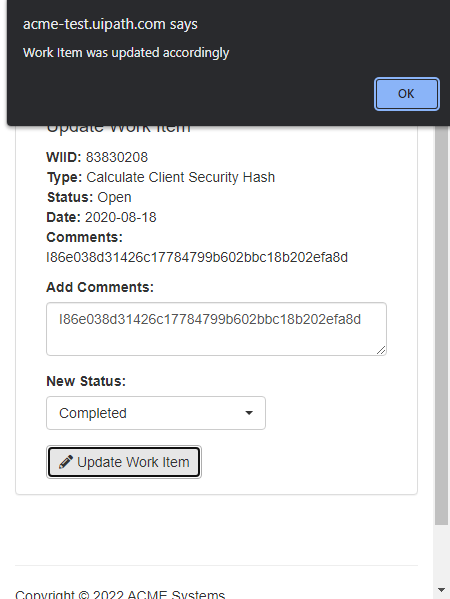 acme-test.uipath.com says
Work Item was updated accordingly
OK
Update Work Item
WIID: 83830208
Type: Calculate Client Security Hash
Status: Open
Date: 2020-08-18
Comments:
I86e038d31426c17784799b602bbc18b202efa8d
Add Comments:
I86e038d31426c17784799b602bbc18b202efa8d
New Status:
Completed
Update Work Item
Copyright © 2022 ACME Systems